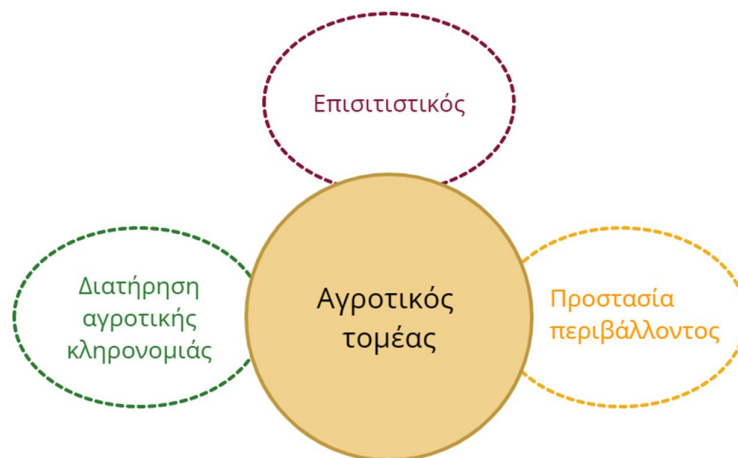 Επισιτιστικός
Διατήρηση
αγροτικής
κληρονομιάς
Αγροτικός
τομέας
Προστασία
περιβάλλοντος